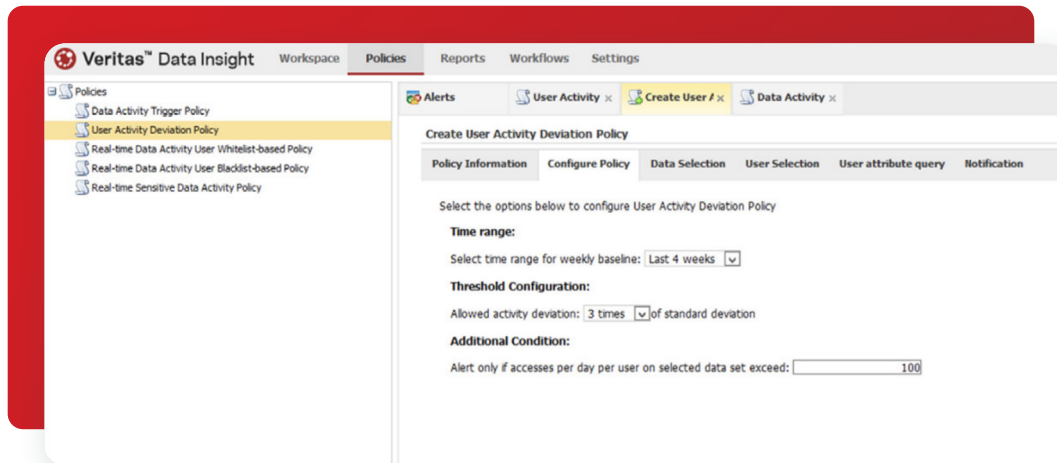 Veritas™ Data Insight Workspace Policies Reports Workflows Settings
Policies
Data Activity Trigger Policy
User Activity Deviation Policy
Real-time Data Activity User Whitelist-based Policy
Real-time Data Activity User Blacklist-based Policy
Real-time Sensitive Data Activity Policy
Alerts User Activity x Create User A x Data Activity x
Create User Activity Deviation Policy
Policy Information Configure Policy Data Selection User Selection User attribute query Notification
Select the options below to configure User Activity Deviation Policy
Time range:
Select time range for weekly baseline: Last 4 weeks
Threshold Configuration:
Allowed activity deviation: 3 times of standard deviation
Additional Condition:
Alert only if accesses per day per user on selected data set exceed: 100